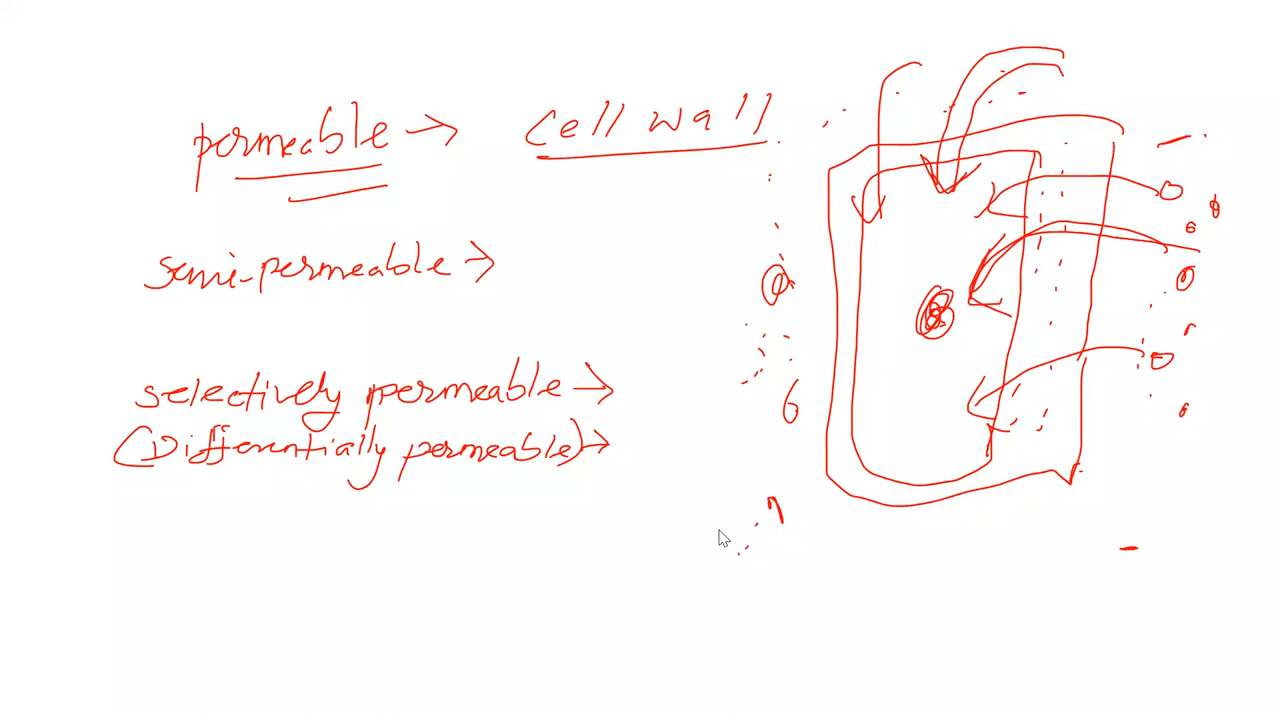 permeable → Cell wall
semi-permeable →
selectively permeable →
(Differentially permeable) →